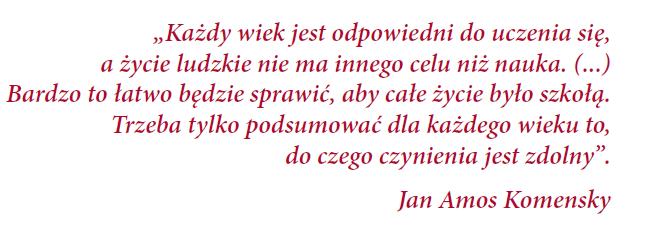 „Każdy wiek jest odpowiedni do uczenia się,
a życie ludzkie nie ma innego celu niż nauka. (...)
Bardzo to łatwo będzie sprawić, aby całe życie było szkołą.
Trzeba tylko podsumować dla każdego wieku to,
do czego czynienia jest zdolny”.
Jan Amos Komensky